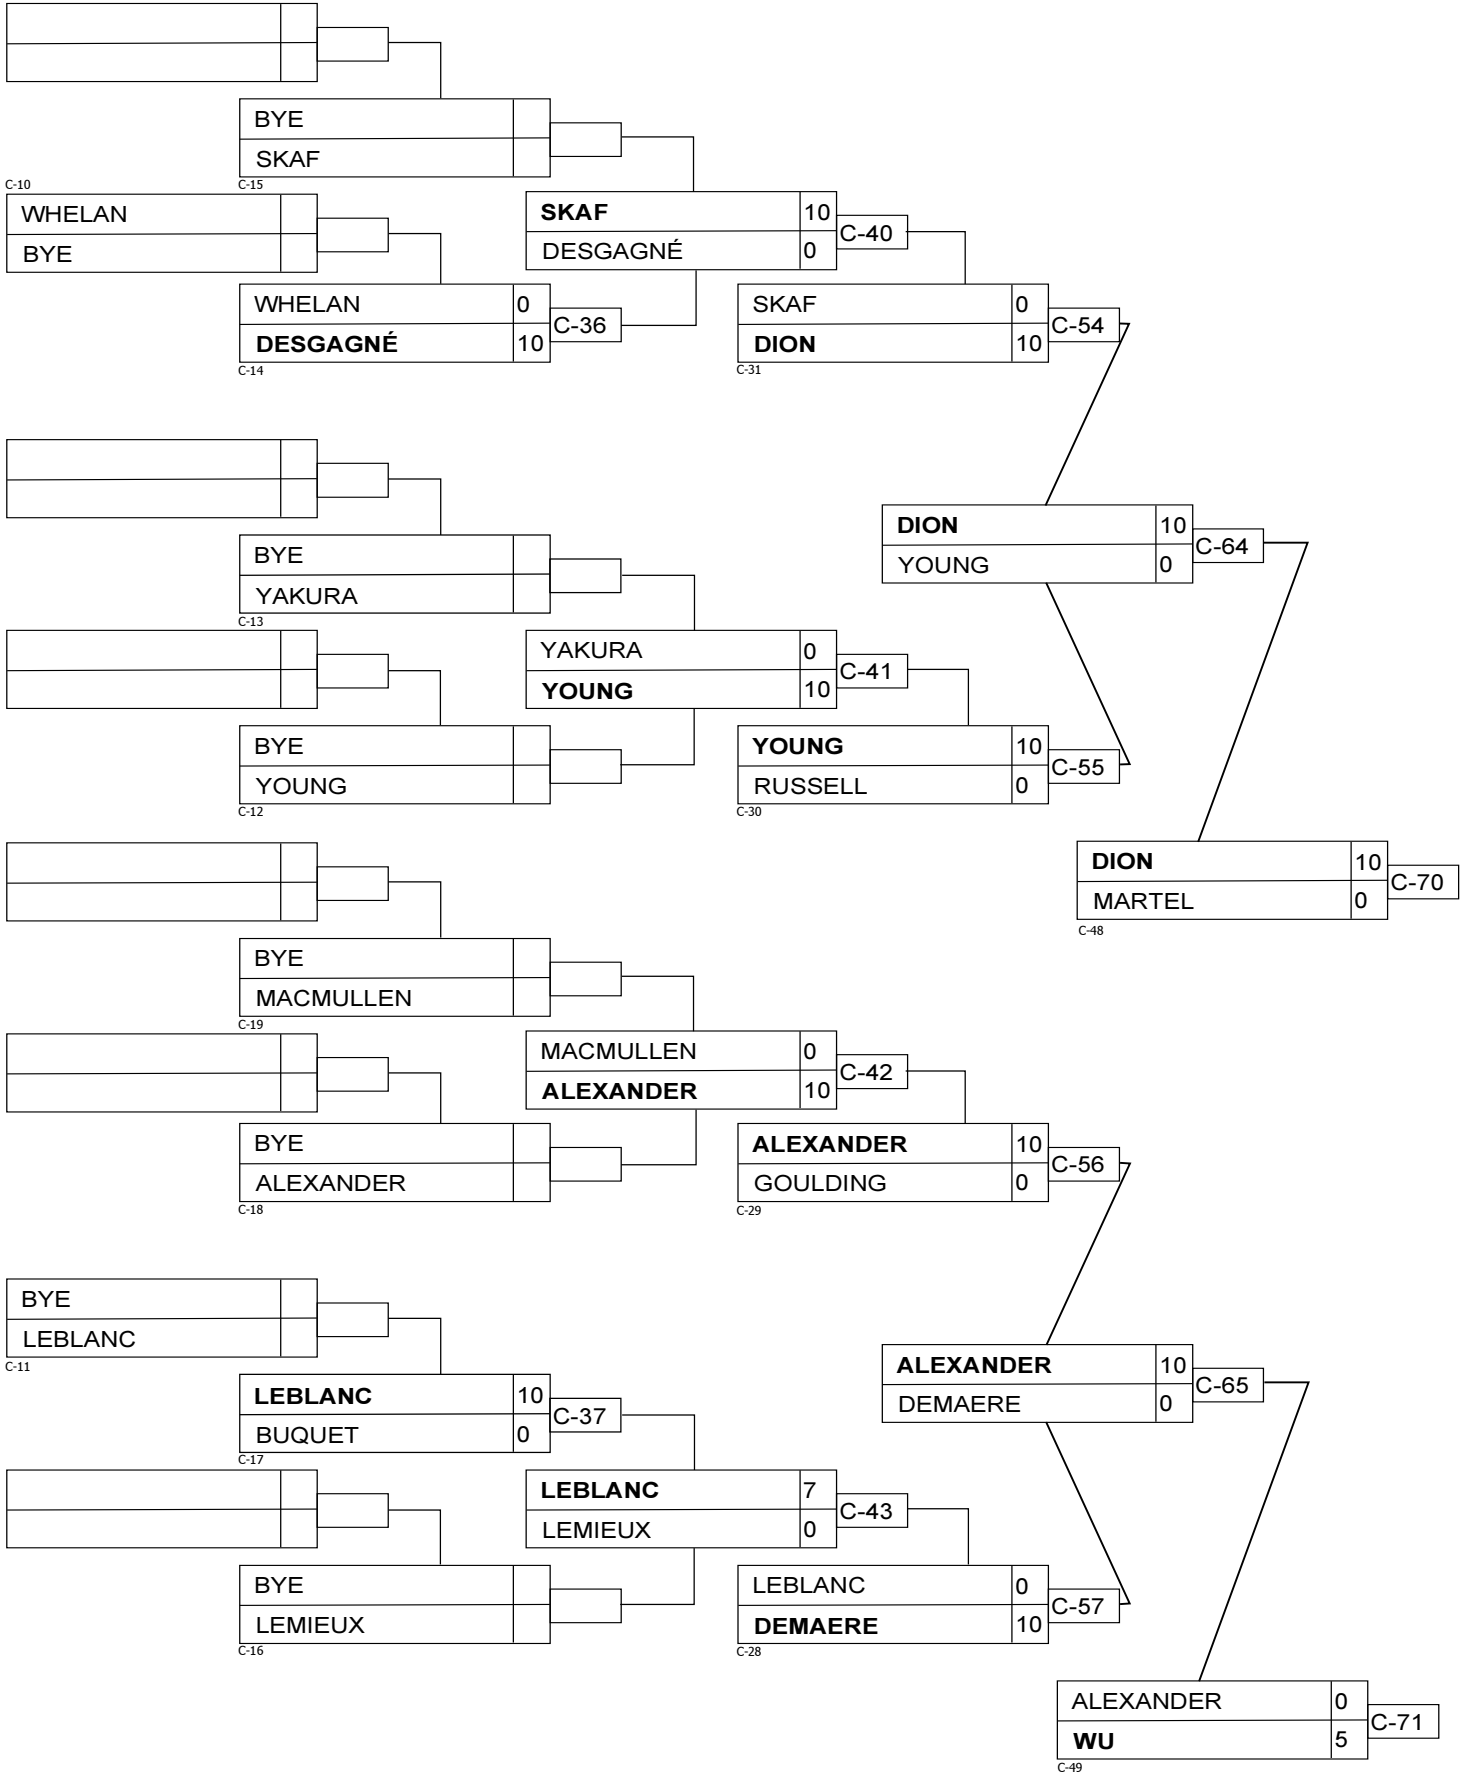 BYE
SKAF
C-10
C-15
WHELAN
BYE
SKAF 10
DESGAGNÉ 0
C-40
WHELAN 0
DESGAGNÉ 10
C-36
C-14
SKAF 0
DION 10
C-54
C-31
BYE
YAKURA
C-13
DION 10
YOUNG 0
C-64
YAKURA 0
YOUNG 10
C-41
BYE
YOUNG
C-12
YOUNG 10
RUSSELL 0
C-55
C-30
DION 10
MARTEL 0
C-70
C-48
BYE
MACMULLEN
C-19
MACMULLEN 0
ALEXANDER 10
C-42
BYE
ALEXANDER
C-18
ALEXANDER 10
GOULDING 0
C-56
C-29
BYE
LEBLANC
C-11
ALEXANDER 10
DEMAERE 0
C-65
LEBLANC 10
BUQUET 0
C-37
C-17
LEBLANC 7
LEMIEUX 0
C-43
BYE
LEMIEUX
C-16
LEBLANC 0
DEMAERE 10
C-57
C-28
ALEXANDER 0
WU 5
C-71
C-49